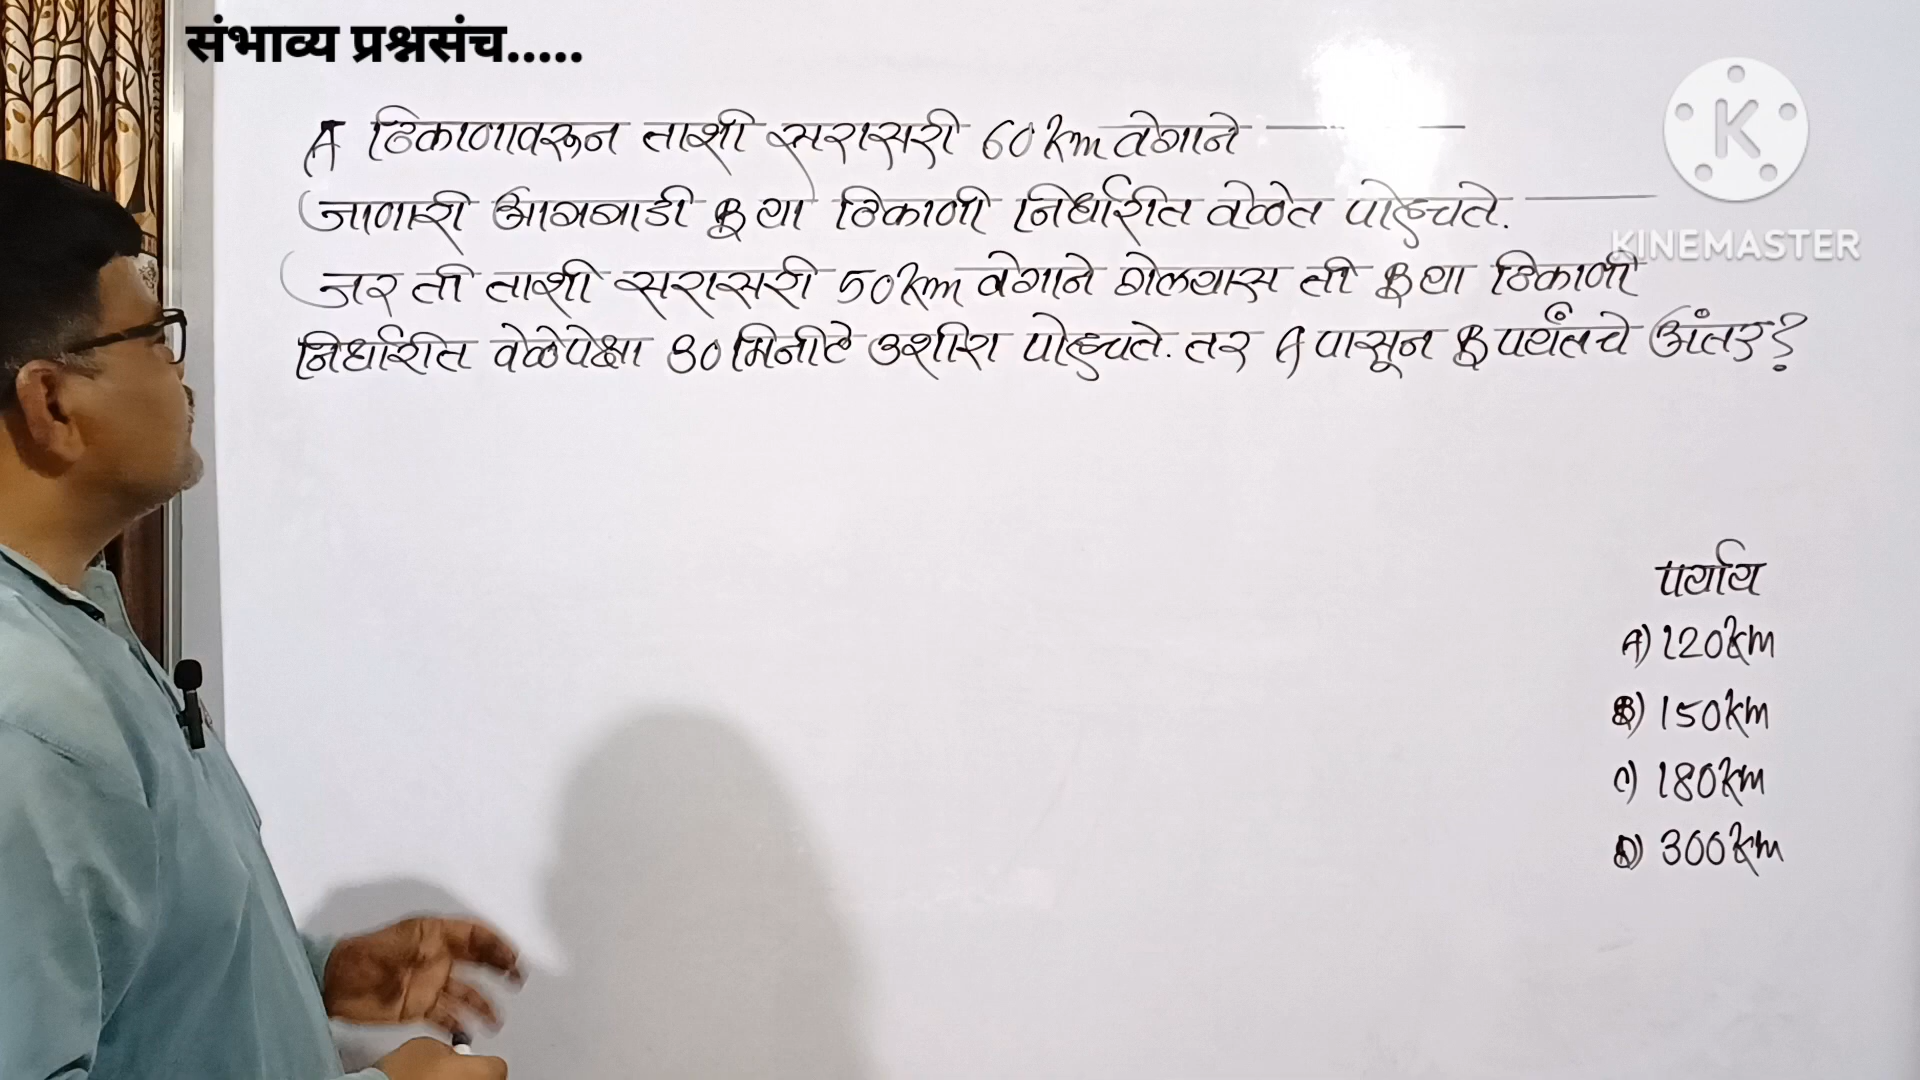 संभाव्य प्रश्नसंच.....
A ठिकाणावरून ताशी सरासरी 60 km वेगाने
जाणारी आगगाडी B या ठिकाणी निर्धारीत वेळेत पोहचते.
जर ती ताशी सरासरी 50 km वेगाने गेल्यास ती B या ठिकाणी
निर्धारीत वेळेपेक्षा 30 मिनीटे उशीरा पोहचते. तर A पासून B पर्यंतचे अंतर?
पर्याय
A) 120 km
B) 150 km
C) 180 km
D) 300 km
K
KINEMASTER